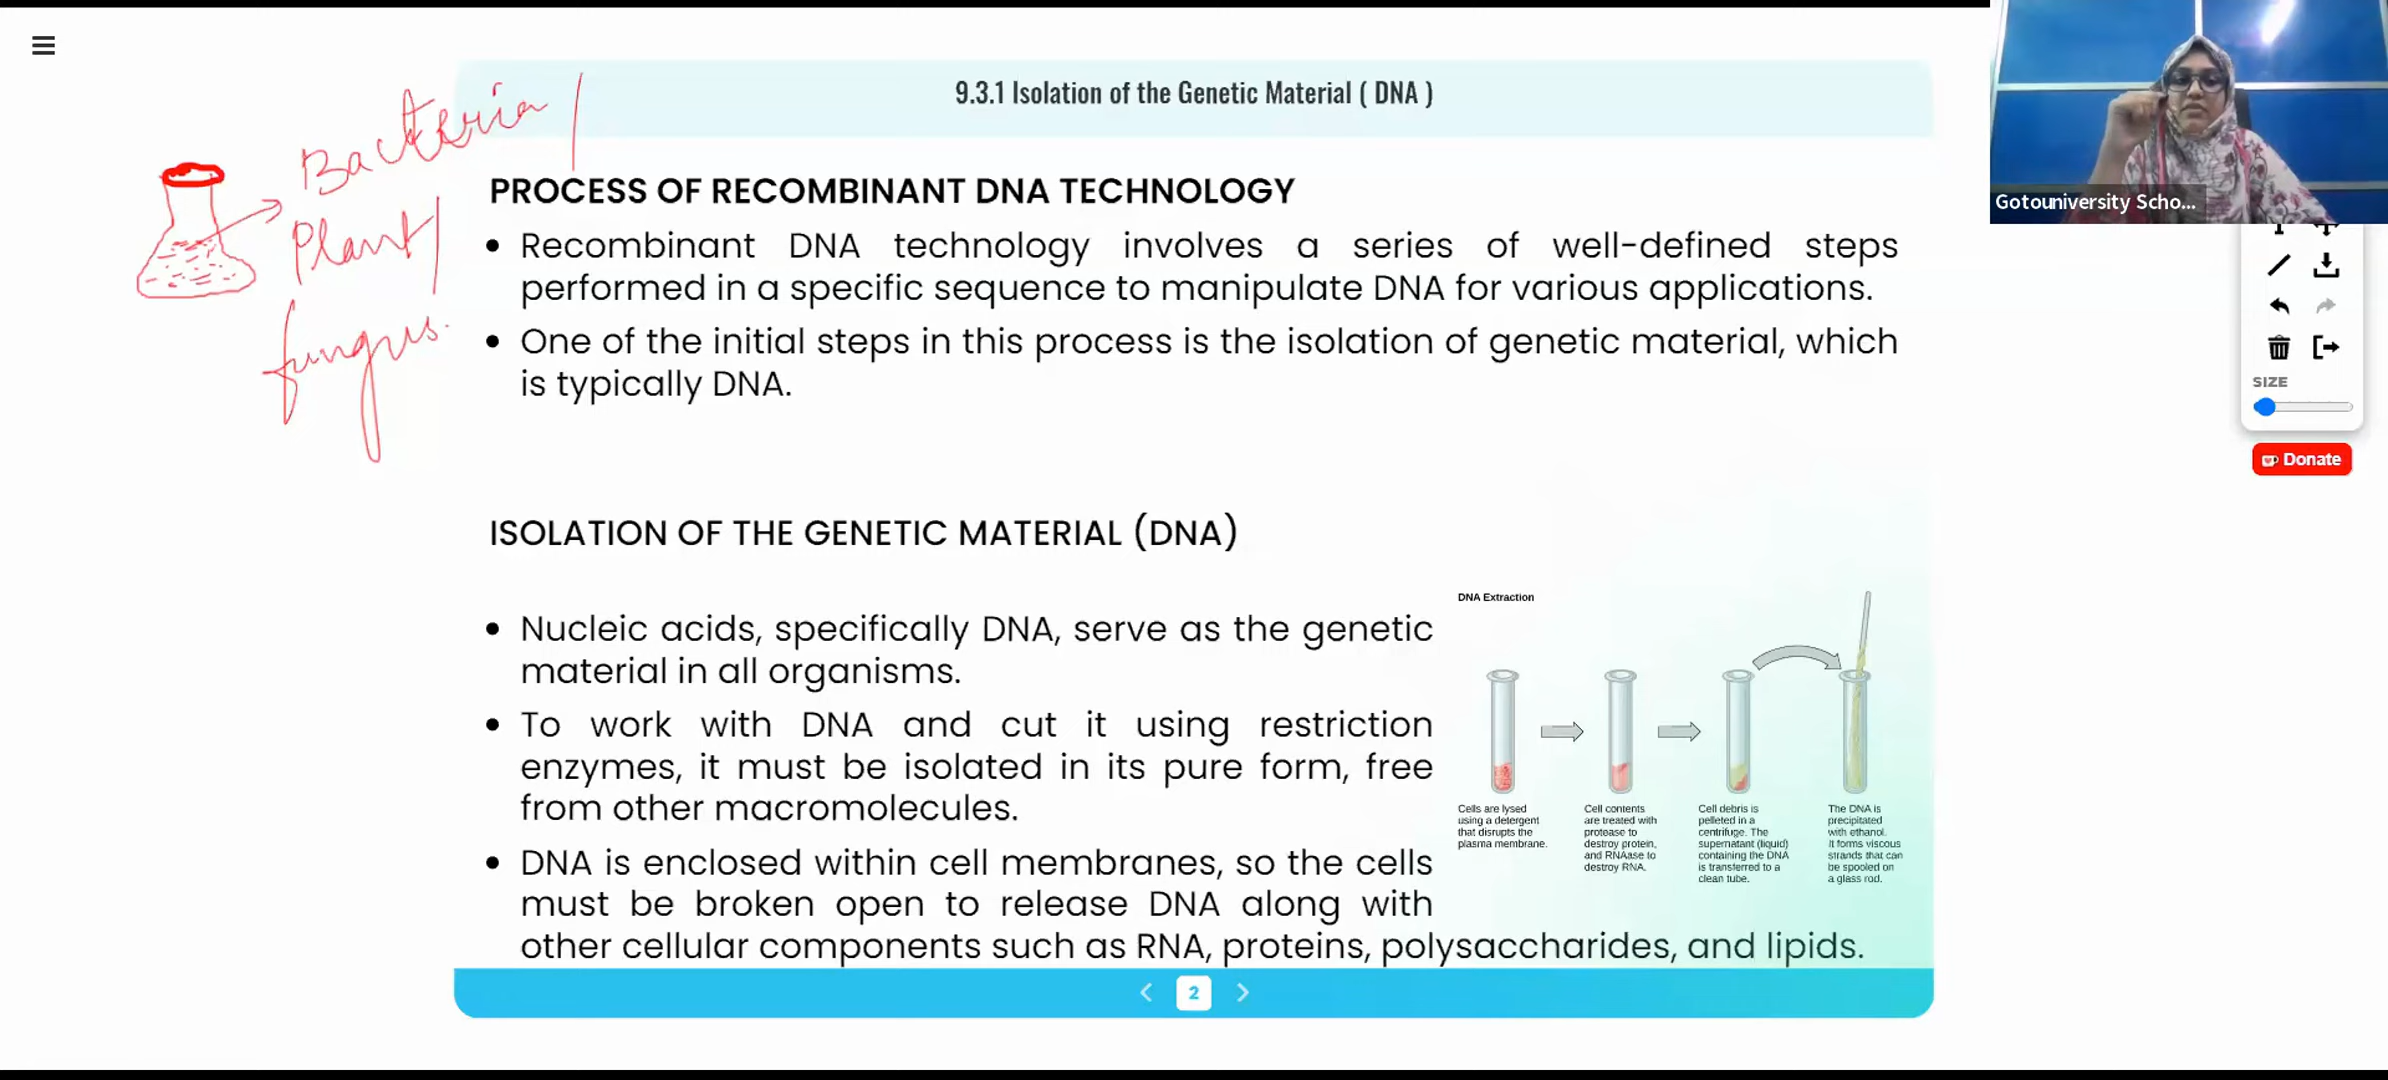 9.3.1 Isolation of the Genetic Material ( DNA )
Bacteria /
Plant /
fungus.
PROCESS OF RECOMBINANT DNA TECHNOLOGY
• Recombinant DNA technology involves a series of well-defined steps
performed in a specific sequence to manipulate DNA for various applications.
• One of the initial steps in this process is the isolation of genetic material, which
is typically DNA.
ISOLATION OF THE GENETIC MATERIAL (DNA)
• Nucleic acids, specifically DNA, serve as the genetic
material in all organisms.
• To work with DNA and cut it using restriction
enzymes, it must be isolated in its pure form, free
from other macromolecules.
• DNA is enclosed within cell membranes, so the cells
must be broken open to release DNA along with
other cellular components such as RNA, proteins, polysaccharides, and lipids.
DNA Extraction
Cells are lysed
using a detergent
that disrupts the
plasma membrane.
Cell contents
are treated with
protease to
destroy protein,
and RNAase to
destroy RNA.
Cell debris is
pelleted in a
centrifuge. The
supernatant (liquid)
containing the DNA
is transferred to a
clean tube.
The DNA is
precipitated
with ethanol.
It forms viscous
strands that can
be spooled on
a glass rod.
2
Gotouniversity Scho...
SIZE
Donate